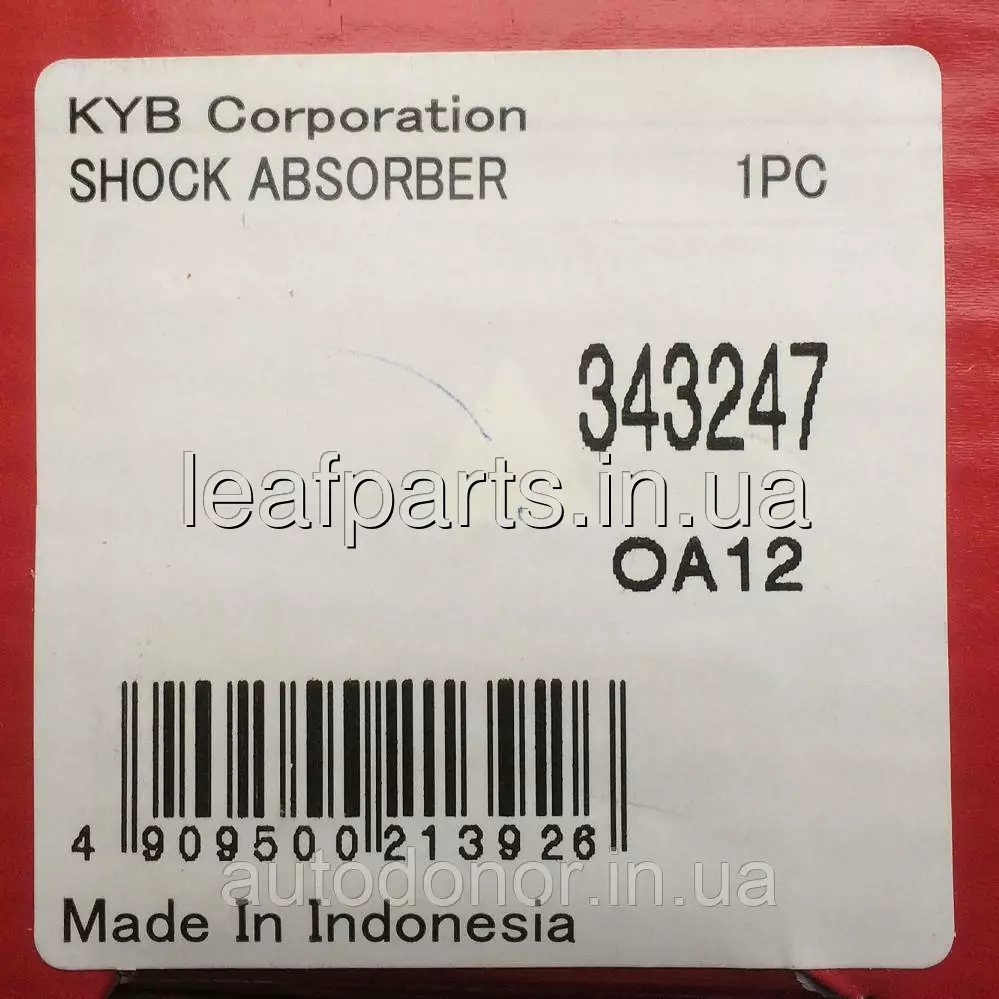 KYB Corporation
SHOCK ABSORBER 1PC
343247
leafparts.in.ua
OA12
4 909500 213926
autodonor.in.ua
Made In Indonesia